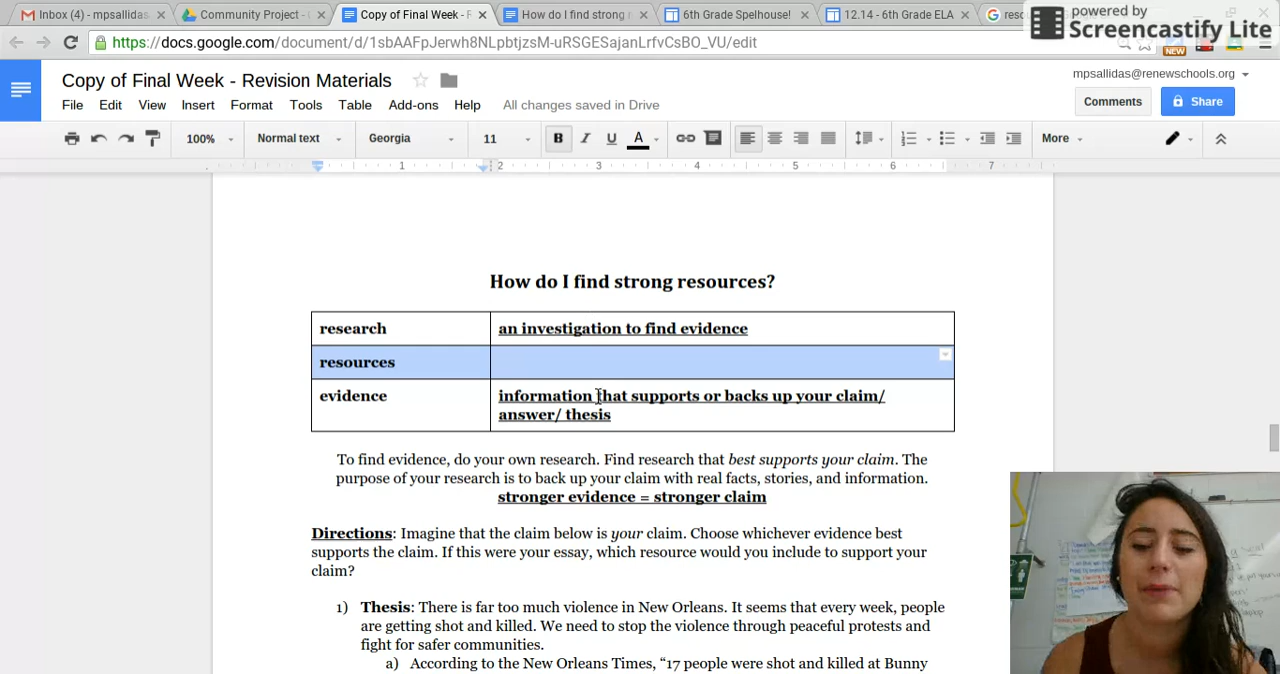 Inbox (4) - mpsallidas
Community Project -
Copy of Final Week - R
How do I find strong
6th Grade Spelhouse!
12.14 - 6th Grade ELA
powered by
Screencastify Lite
https://docs.google.com/document/d/1sbAAFpJerwh8NLpbtjzsM-uRSGESajanLrfvCsBO_VU/edit
NEW
Copy of Final Week - Revision Materials
mpsallidas@renewschools.org
File Edit View Insert Format Tools Table Add-ons Help All changes saved in Drive
Comments
Share
100% Normal text Georgia 11 B I U A More
1 2 3 4 5 6 7
How do I find strong resources?
research an investigation to find evidence
resources
evidence information that supports or backs up your claim/
answer/ thesis
To find evidence, do your own research. Find research that best supports your claim. The
purpose of your research is to back up your claim with real facts, stories, and information.
stronger evidence = stronger claim
Directions: Imagine that the claim below is your claim. Choose whichever evidence best
supports the claim. If this were your essay, which resource would you include to support your
claim?
1) Thesis: There is far too much violence in New Orleans. It seems that every week, people
are getting shot and killed. We need to stop the violence through peaceful protests and
fight for safer communities.
a) According to the New Orleans Times, “17 people were shot and killed at Bunny